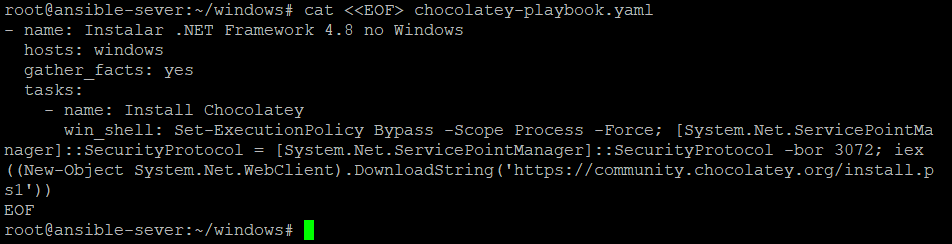 root@ansible-sever:~/windows# cat <<EOF> chocolatey-playbook.yaml
- name: Instalar .NET Framework 4.8 no Windows
  hosts: windows
  gather_facts: yes
  tasks:
    - name: Install Chocolatey
      win_shell: Set-ExecutionPolicy Bypass -Scope Process -Force; [System.Net.ServicePointMa
nager]::SecurityProtocol = [System.Net.ServicePointManager]::SecurityProtocol -bor 3072; iex
((New-Object System.Net.WebClient).DownloadString('https://community.chocolatey.org/install.p
s1'))
EOF
root@ansible-sever:~/windows#